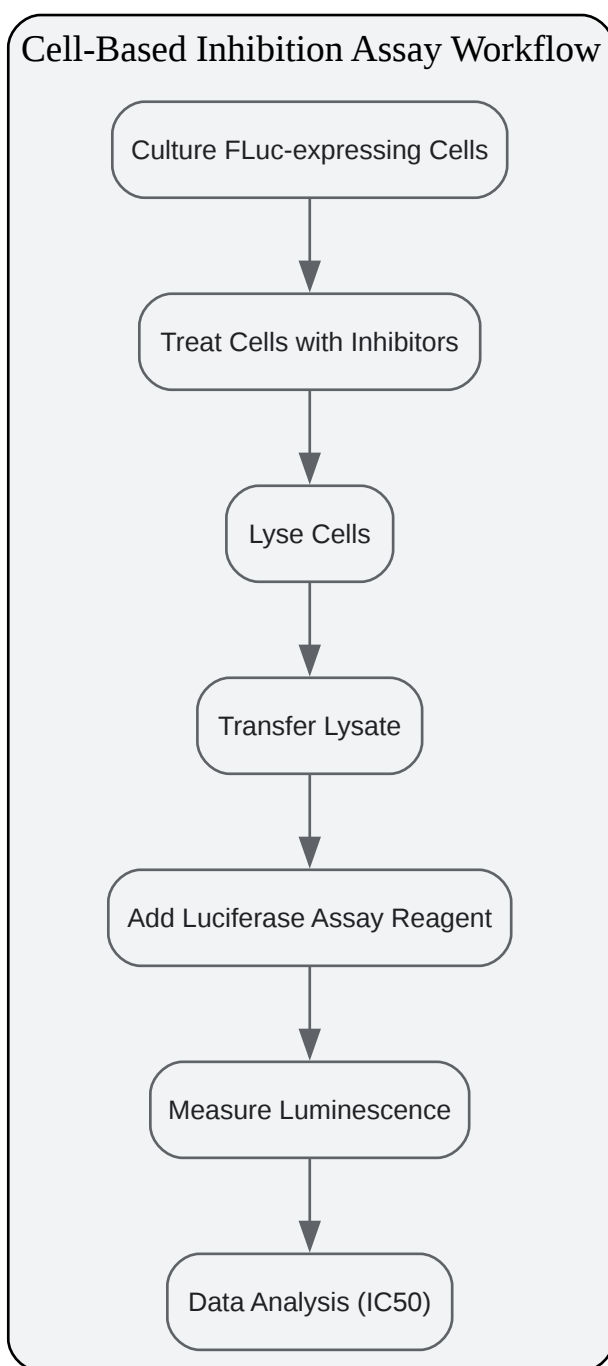 Cell-Based Inhibition Assay Workflow
Culture FLuc-expressing Cells
Treat Cells with Inhibitors
Lyse Cells
Transfer Lysate
Add Luciferase Assay Reagent
Measure Luminescence
Data Analysis (IC50)